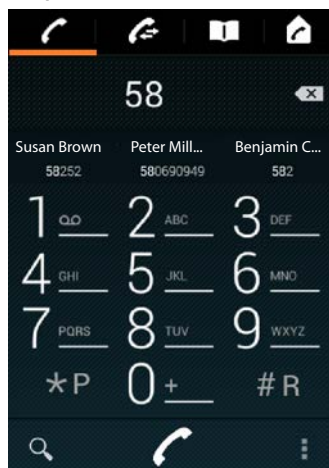 58
Susan Brown Peter Mill... Benjamin C...
58252 580690949 582
1 2 ABC 3 DEF
4 GHI 5 JKL 6 MNO
7 PQRS 8 TUV 9 WXYZ
*P 0 + #R